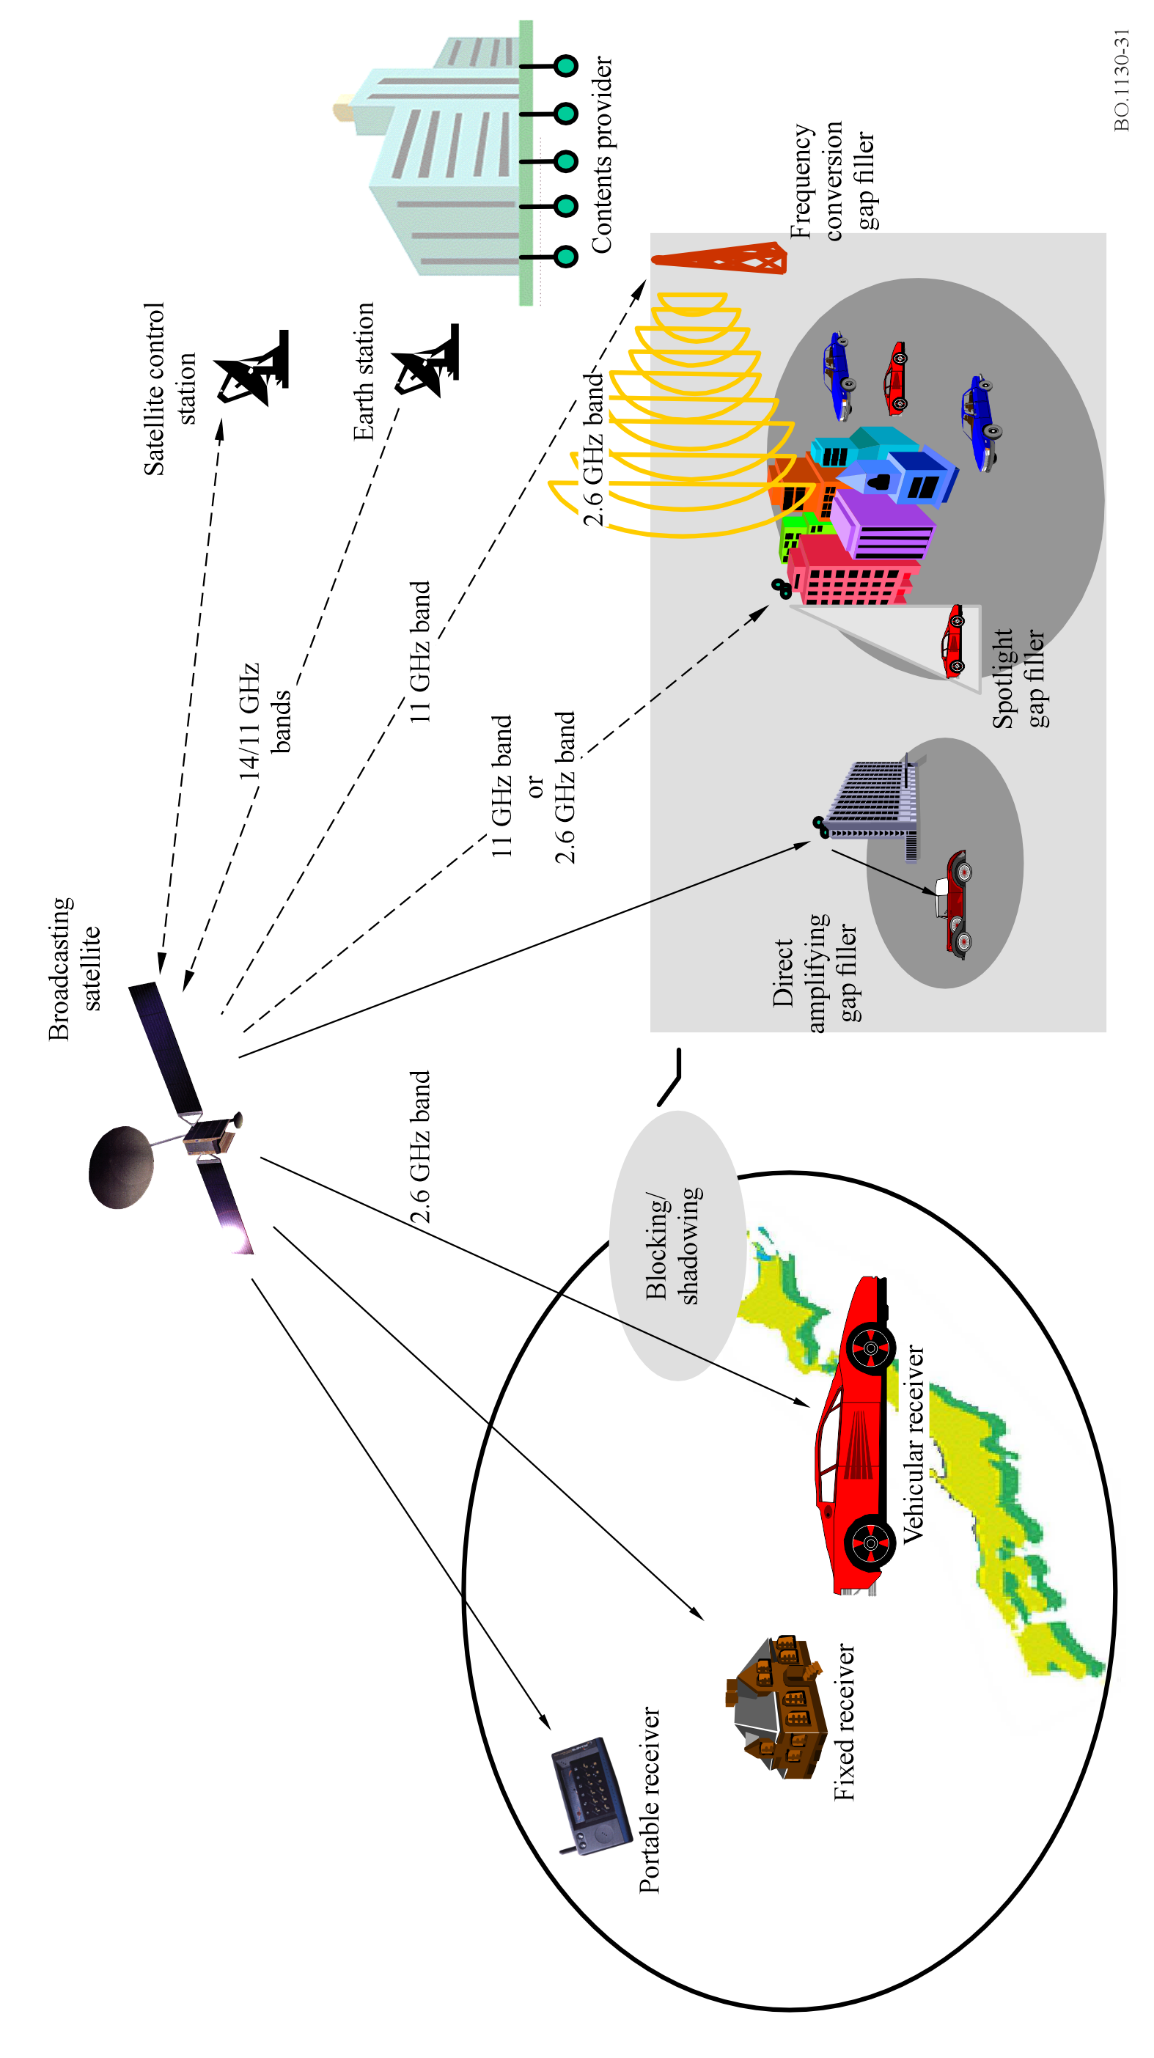 Broadcasting
satellite
Satellite control
station
Earth station
14/11 GHz
bands
Contents provider
11 GHz band
11 GHz band
or
2.6 GHz band
2.6 GHz band
2.6 GHz band
Frequency
conversion
gap filler
Spotlight
gap filler
Direct
amplifying
gap filler
Blocking/
shadowing
Portable receiver
Fixed receiver
Vehicular receiver
BO.1130-31